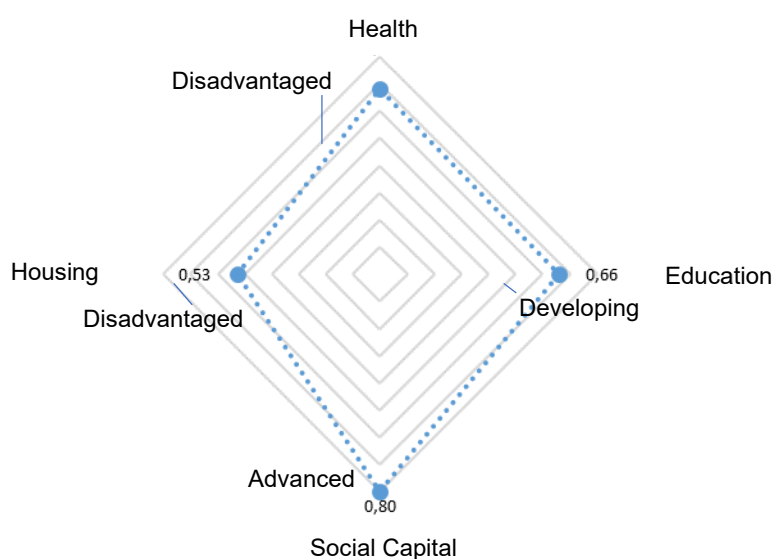 Health
Disadvantaged
Housing
0,53
0,66
Education
Disadvantaged
Developing
Advanced
0,80
Social Capital